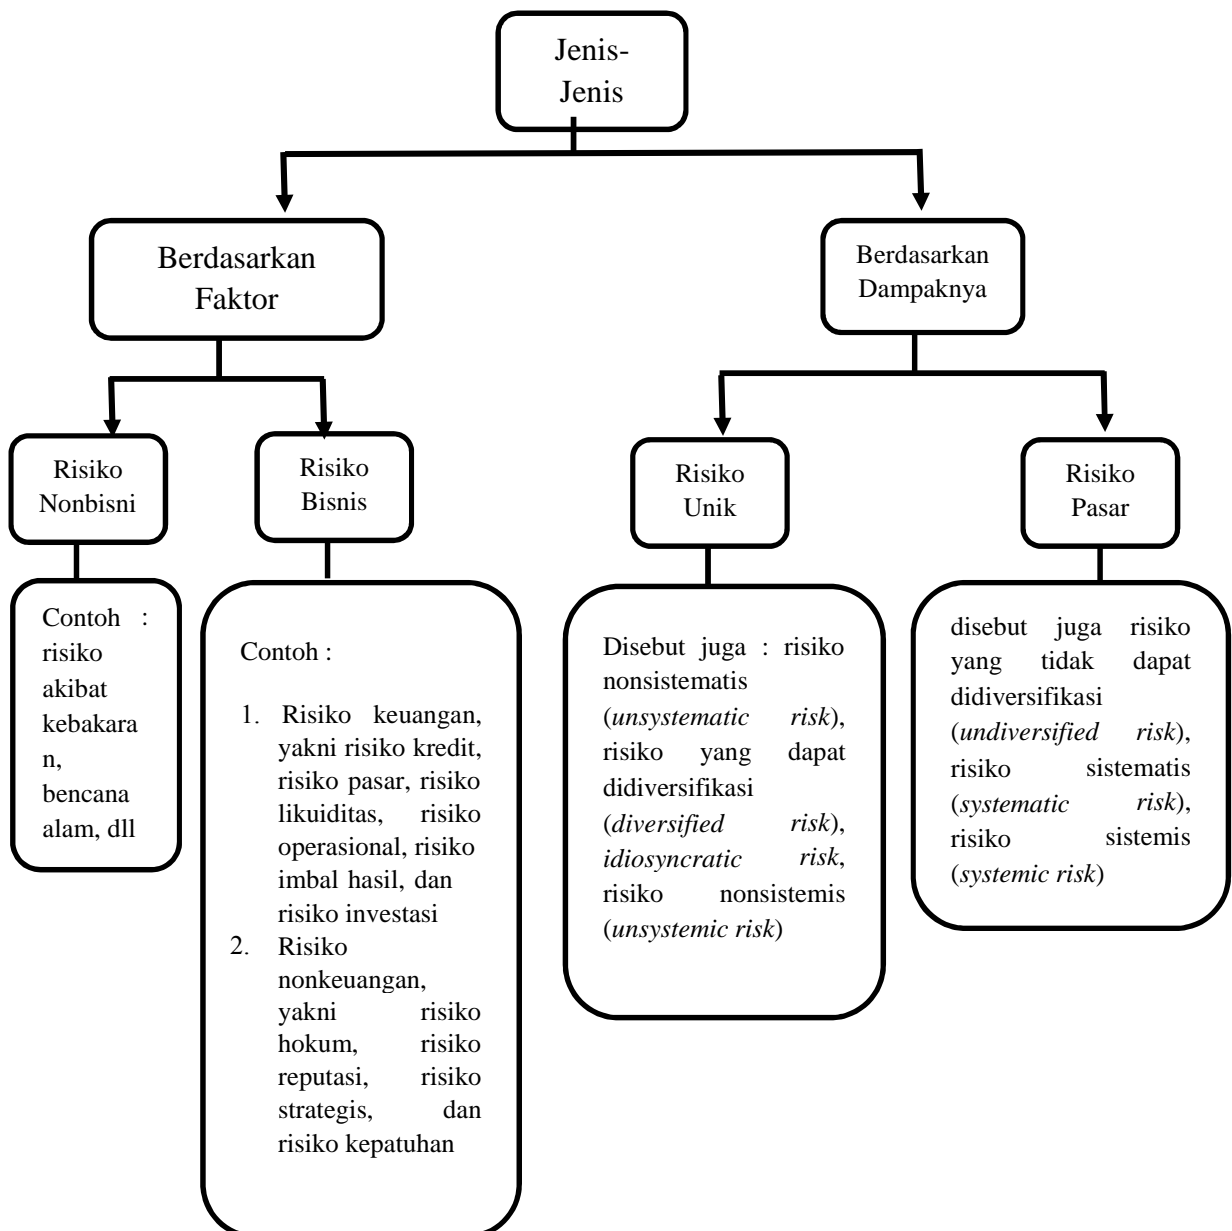 Jenis-
Jenis
Berdasarkan
Faktor
Berdasarkan
Dampaknya
Risiko
Nonbisni
Risiko
Bisnis
Risiko
Unik
Risiko
Pasar
Contoh :
risiko
akibat
kebakara
n,
bencana
alam, dll
Contoh :
1. Risiko keuangan,
yakni risiko kredit,
risiko pasar, risiko
likuiditas, risiko
operasional, risiko
imbal hasil, dan
risiko investasi
2. Risiko
nonkeuangan,
yakni risiko
hokum, risiko
reputasi, risiko
strategis, dan
risiko kepatuhan
Disebut juga : risiko
nonsistematis
(unsystematic risk),
risiko yang dapat
didiversifikasi
(diversified risk),
idiosyncratic risk,
risiko nonsistemis
(unsystemic risk)
disebut juga risiko
yang tidak dapat
didiversifikasi
(undiversified risk),
risiko sistematis
(systematic risk),
risiko sistemis
(systemic risk)